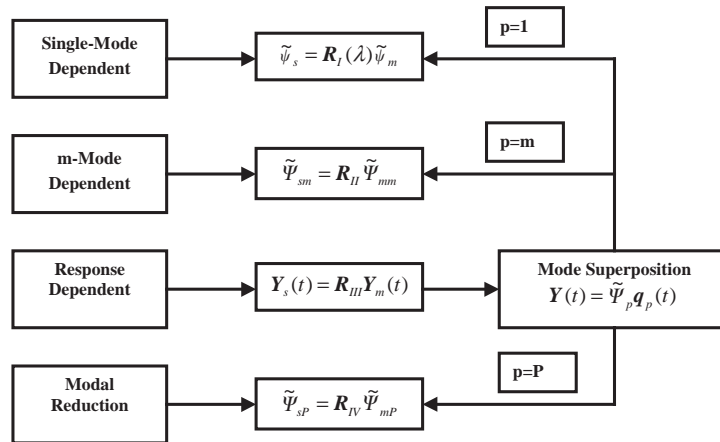 Single-Mode
Dependent
ψ̃_s = R_I(λ)ψ̃_m
p=1
m-Mode
Dependent
Ψ̃_sm = R_II Ψ̃_mm
p=m
Response
Dependent
Y_s(t) = R_III Y_m(t)
Mode Superposition
Y(t) = Ψ̃_p q_p(t)
Modal
Reduction
Ψ̃_sP = R_IV Ψ̃_mP
p=P